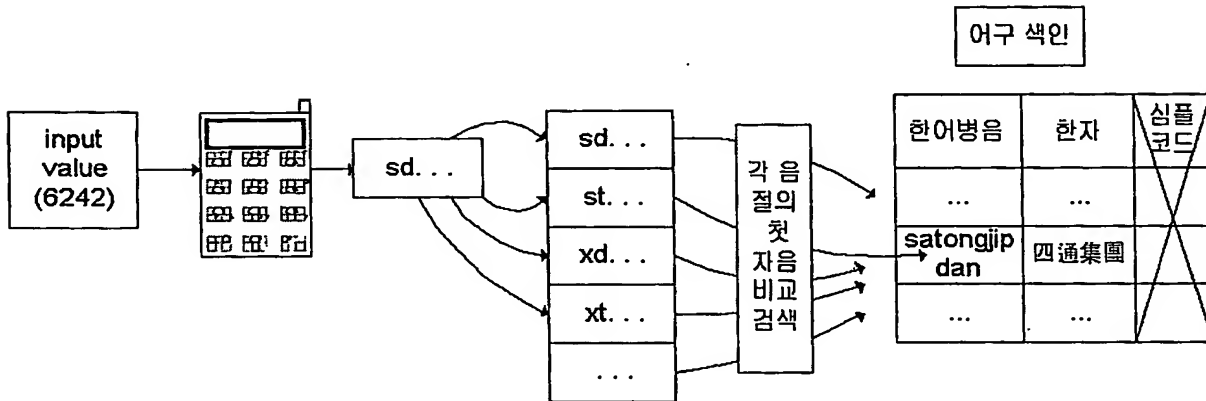 어구 색인
input
value
(6242)
sd...
sd...
st...
xd...
xt...
...
각 음
절의
첫
자음
비교
검색
한어병음 한자 심플
코드
... ...
satongjip
dan 四通集團
... ...